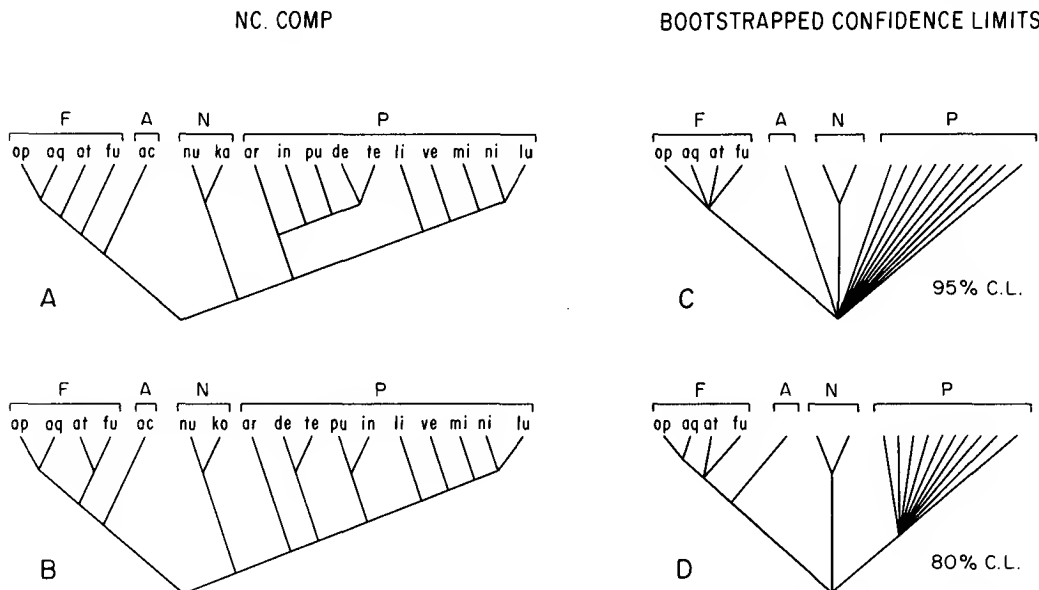 NC. COMP
BOOTSTRAPPED CONFIDENCE LIMITS
F A N P
op aq at fu ac nu ka ar in pu de te li ve mi ni lu
A
F A N P
op aq at fu
C
95% C.L.
F A N P
op aq at fu ac nu ka ar de te pu in li ve mi ni lu
B
F A N P
op aq at fu
D
80% C.L.